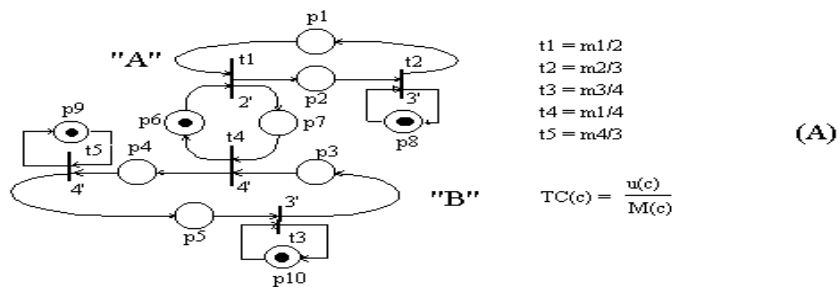 p1
"A"
t1
t2
p2
3'
2'
p9
p6
p7
p8
t4
t5
p4
p3
4'
4'
"B"
3'
p5
t3
p10
t1 = m1/2
t2 = m2/3
t3 = m3/4
t4 = m1/4
t5 = m4/3
(A)
TC(c) = u(c)
M(c)